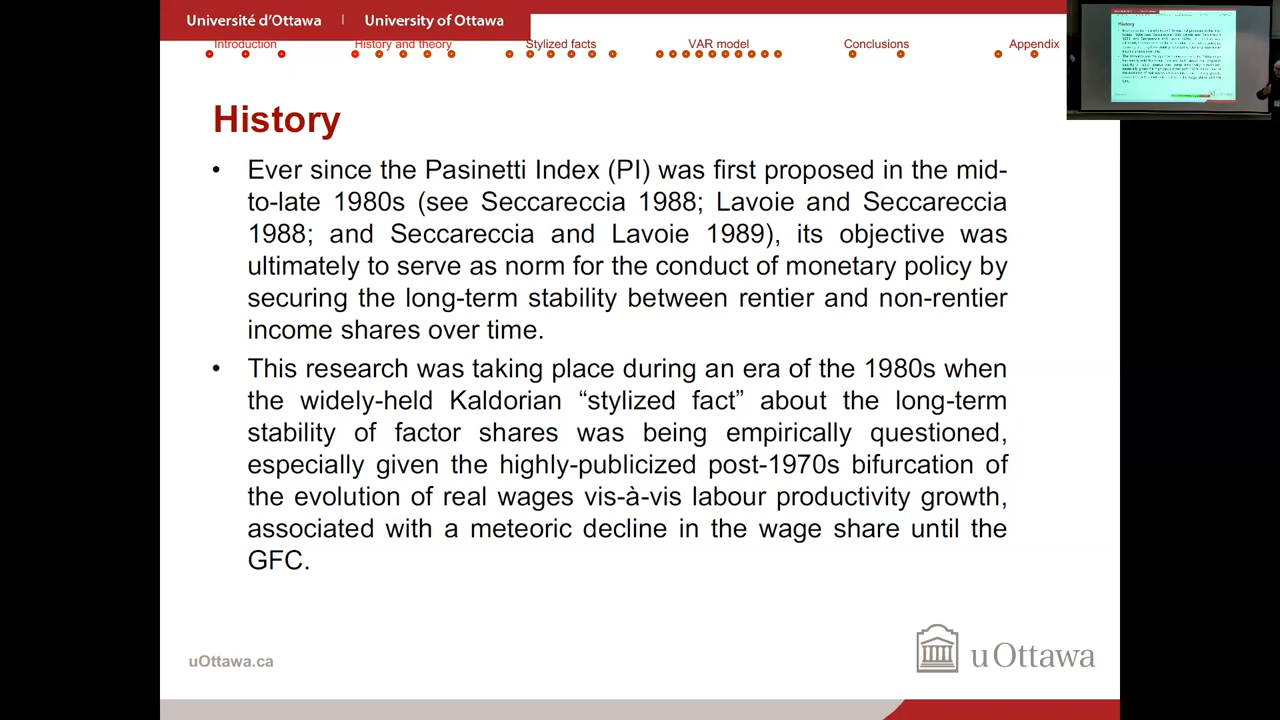 Université d'Ottawa | University of Ottawa
Introduction History and theory Stylized facts VAR model Conclusions Appendix
History
• Ever since the Pasinetti Index (PI) was first proposed in the mid-
to-late 1980s (see Seccareccia 1988; Lavoie and Seccareccia
1988; and Seccareccia and Lavoie 1989), its objective was
ultimately to serve as norm for the conduct of monetary policy by
securing the long-term stability between rentier and non-rentier
income shares over time.
• This research was taking place during an era of the 1980s when
the widely-held Kaldorian “stylized fact” about the long-term
stability of factor shares was being empirically questioned,
especially given the highly-publicized post-1970s bifurcation of
the evolution of real wages vis-à-vis labour productivity growth,
associated with a meteoric decline in the wage share until the
GFC.
uOttawa.ca
uOttawa
History
uOttawa